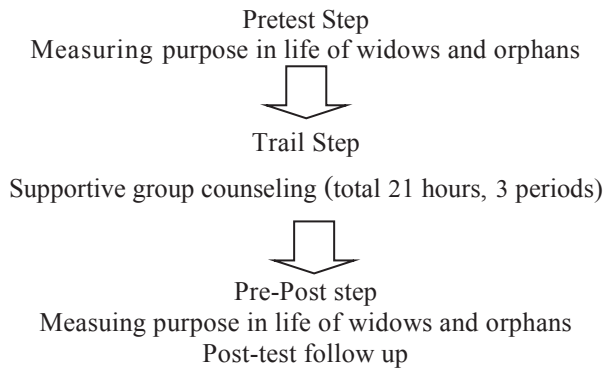 Pretest Step
Measuring purpose in life of widows and orphans
Trail Step
Supportive group counseling (total 21 hours, 3 periods)
Pre-Post step
Measuing purpose in life of widows and orphans
Post-test follow up